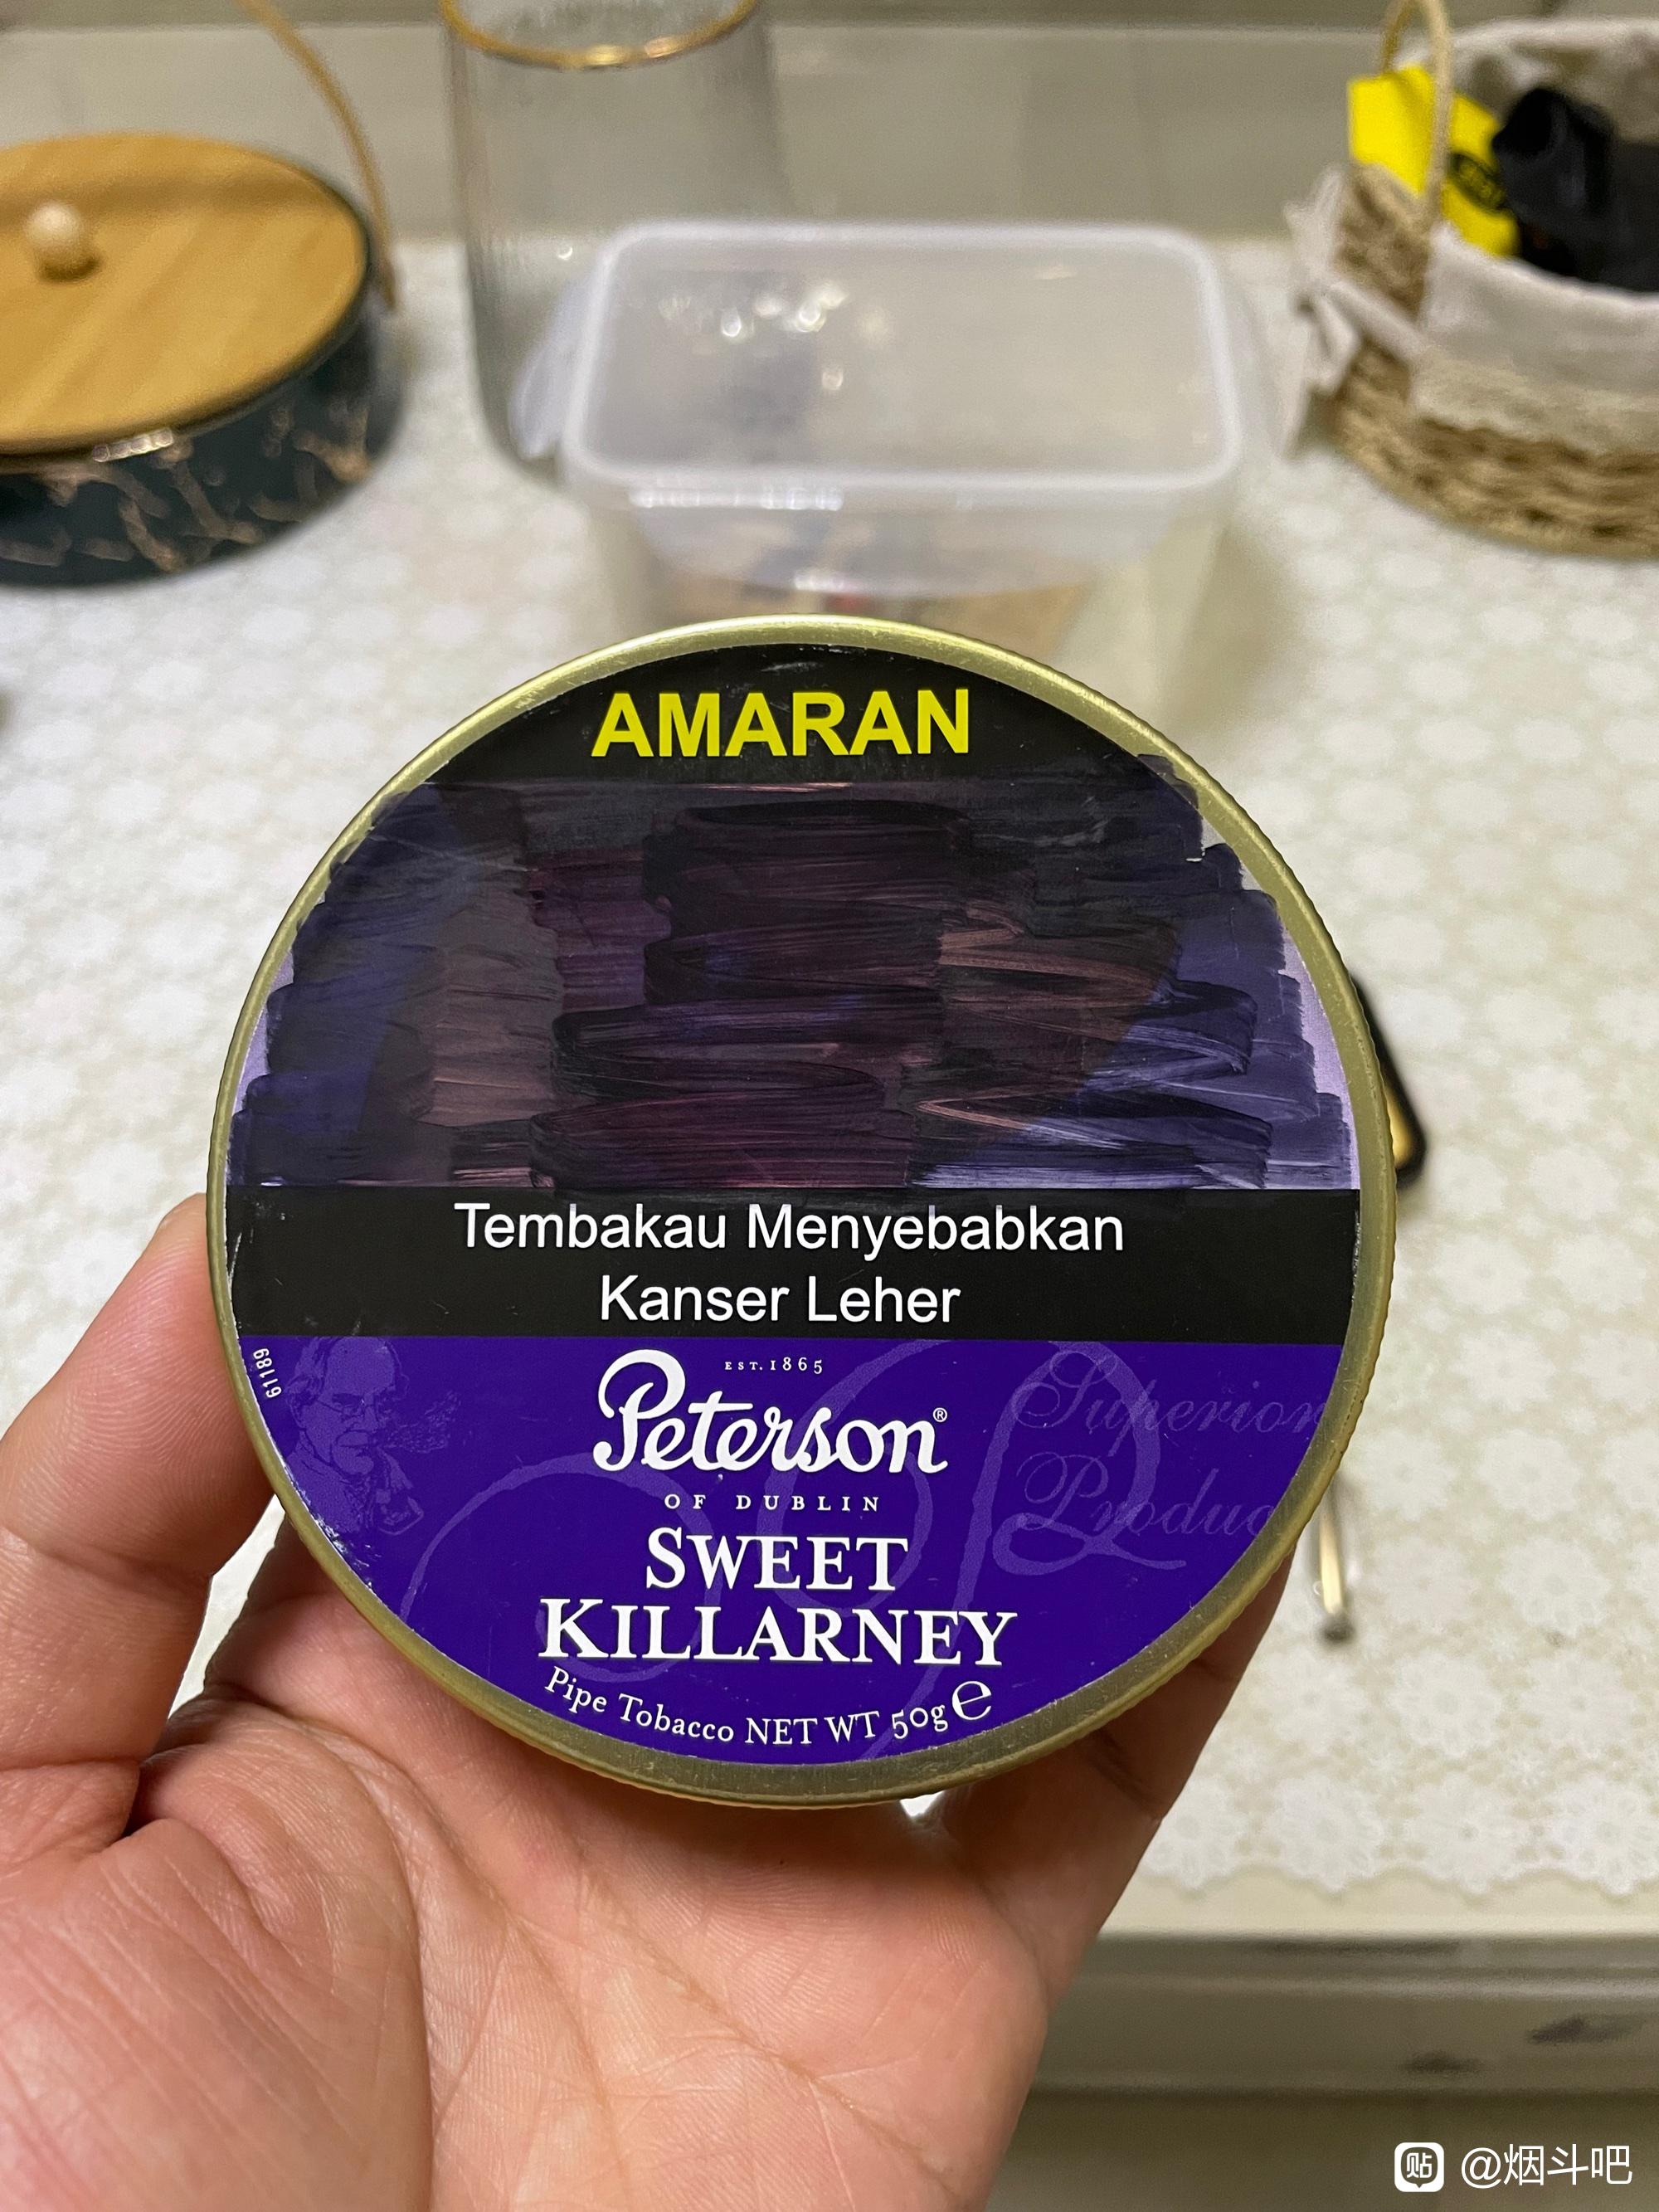 AMARAN
Tembakau Menyebabkan
Kanser Leher
61189
EST. 1865
Peterson®
OF DUBLIN
Superior
Produc
SWEET
KILLARNEY
Pipe Tobacco NET WT 50g ℮
贴 @烟斗吧